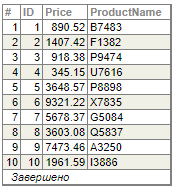 # ID Price ProductName
1 1 890.52 B7483
2 2 1407.42 F1382
3 3 918.38 P9474
4 4 345.15 U7616
5 5 3648.57 P8898
6 6 9321.22 X7835
7 7 5678.37 G5084
8 8 3603.08 Q5837
9 9 7473.46 A3250
10 10 1961.59 I3886
Завершено